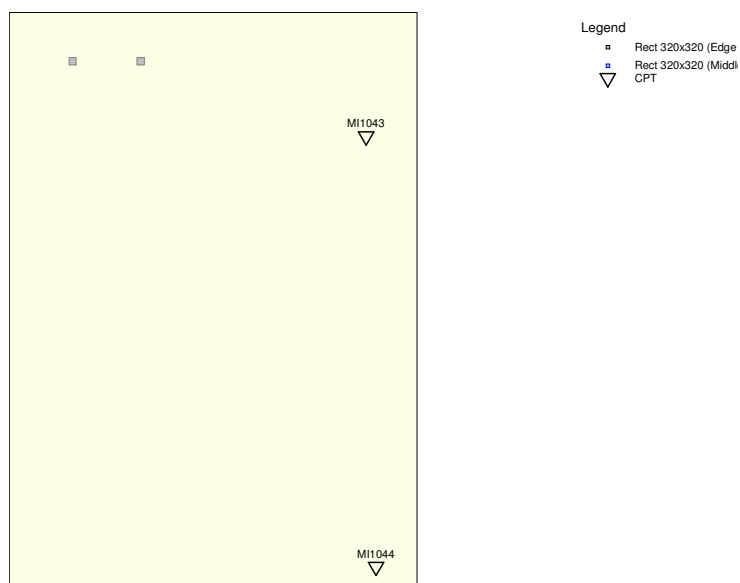 Legend
Rect 320x320 (Edge
Rect 320x320 (Middl
CPT
MI1043
MI1044